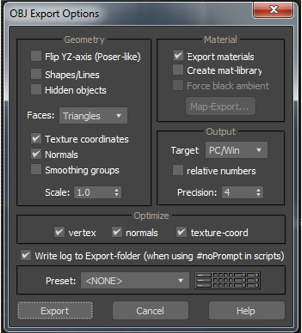 OBJ Export Options
Geometry
Flip YZ-axis (Poser-like)
Shapes/Lines
Hidden objects
Faces: Triangles
Texture coordinates
Normals
Smoothing groups
Scale: 1.0
Material
Export materials
Create mat-library
Force black ambient
Map-Export...
Output
Target PC/Win
relative numbers
Precision: 4
Optimize
vertex normals texture-coord
Write log to Export-folder (when using #noPrompt in scripts)
Preset: <NONE>
Export Cancel Help